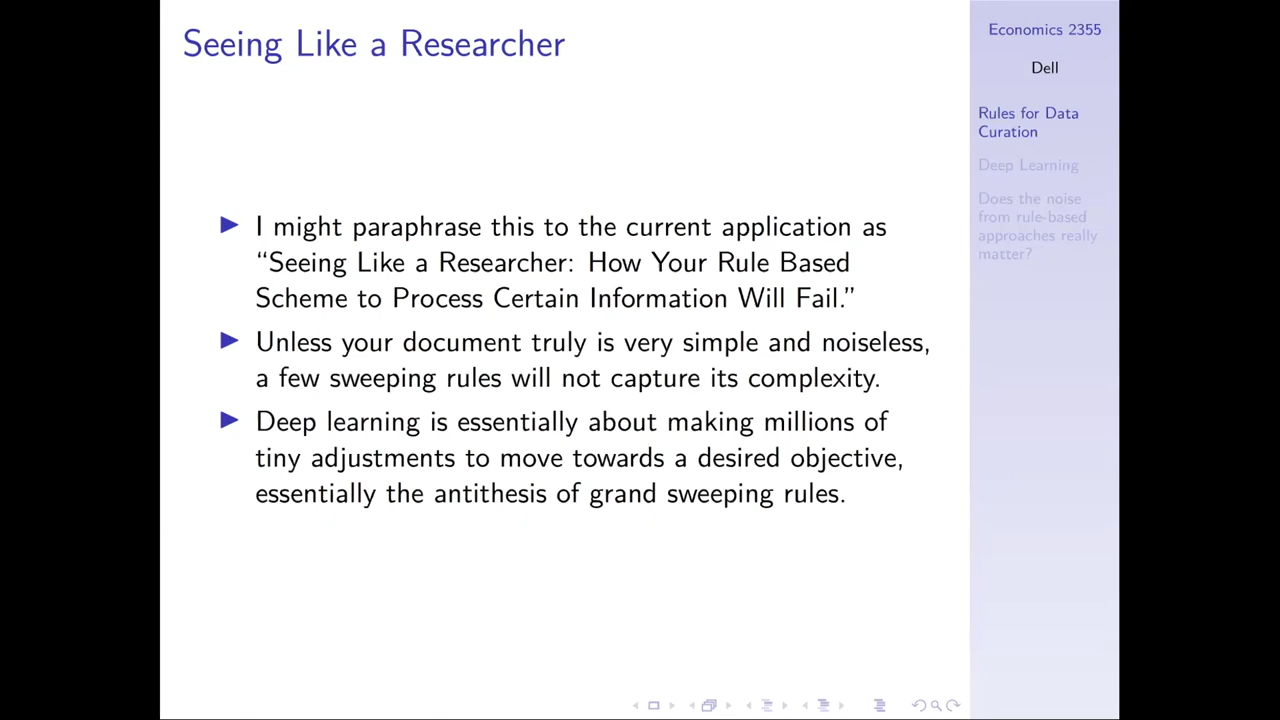 Seeing Like a Researcher
I might paraphrase this to the current application as
“Seeing Like a Researcher: How Your Rule Based
Scheme to Process Certain Information Will Fail.”
Unless your document truly is very simple and noiseless,
a few sweeping rules will not capture its complexity.
Deep learning is essentially about making millions of
tiny adjustments to move towards a desired objective,
essentially the antithesis of grand sweeping rules.
Economics 2355
Dell
Rules for Data
Curation
Deep Learning
Does the noise
from rule-based
approaches really
matter?